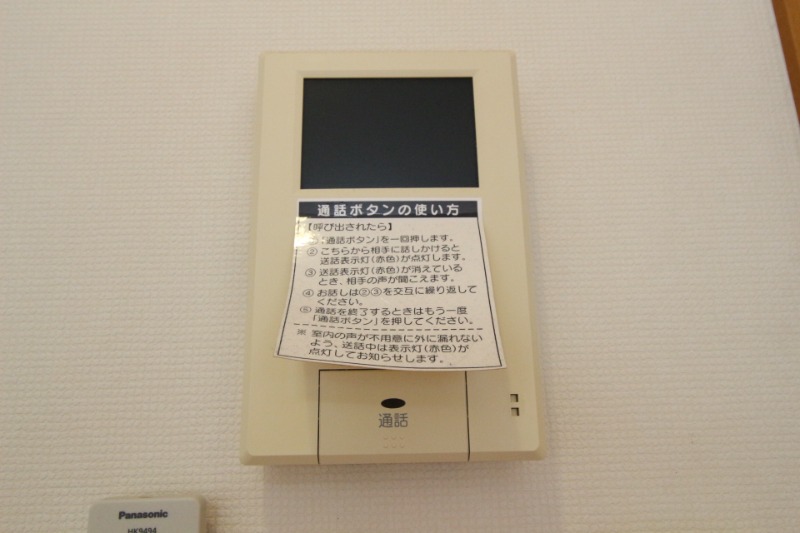 通話ボタンの使い方
【呼び出されたら】
「通話ボタン」を一回押します。
② こちらから相手に話しかけると
送話表示灯(赤色)が点灯します。
③ 送話表示灯(赤色)が消えている
とき、相手の声が聞こえます。
④ お話しは②③を交互に繰り返して
ください。
⑤ 通話を終了するときはもう一度
「通話ボタン」を押してください。
※ 室内の声が不用意に外に漏れない
よう、送話中は表示灯(赤色)が
点灯してお知らせします。
通話
Panasonic
HK9494